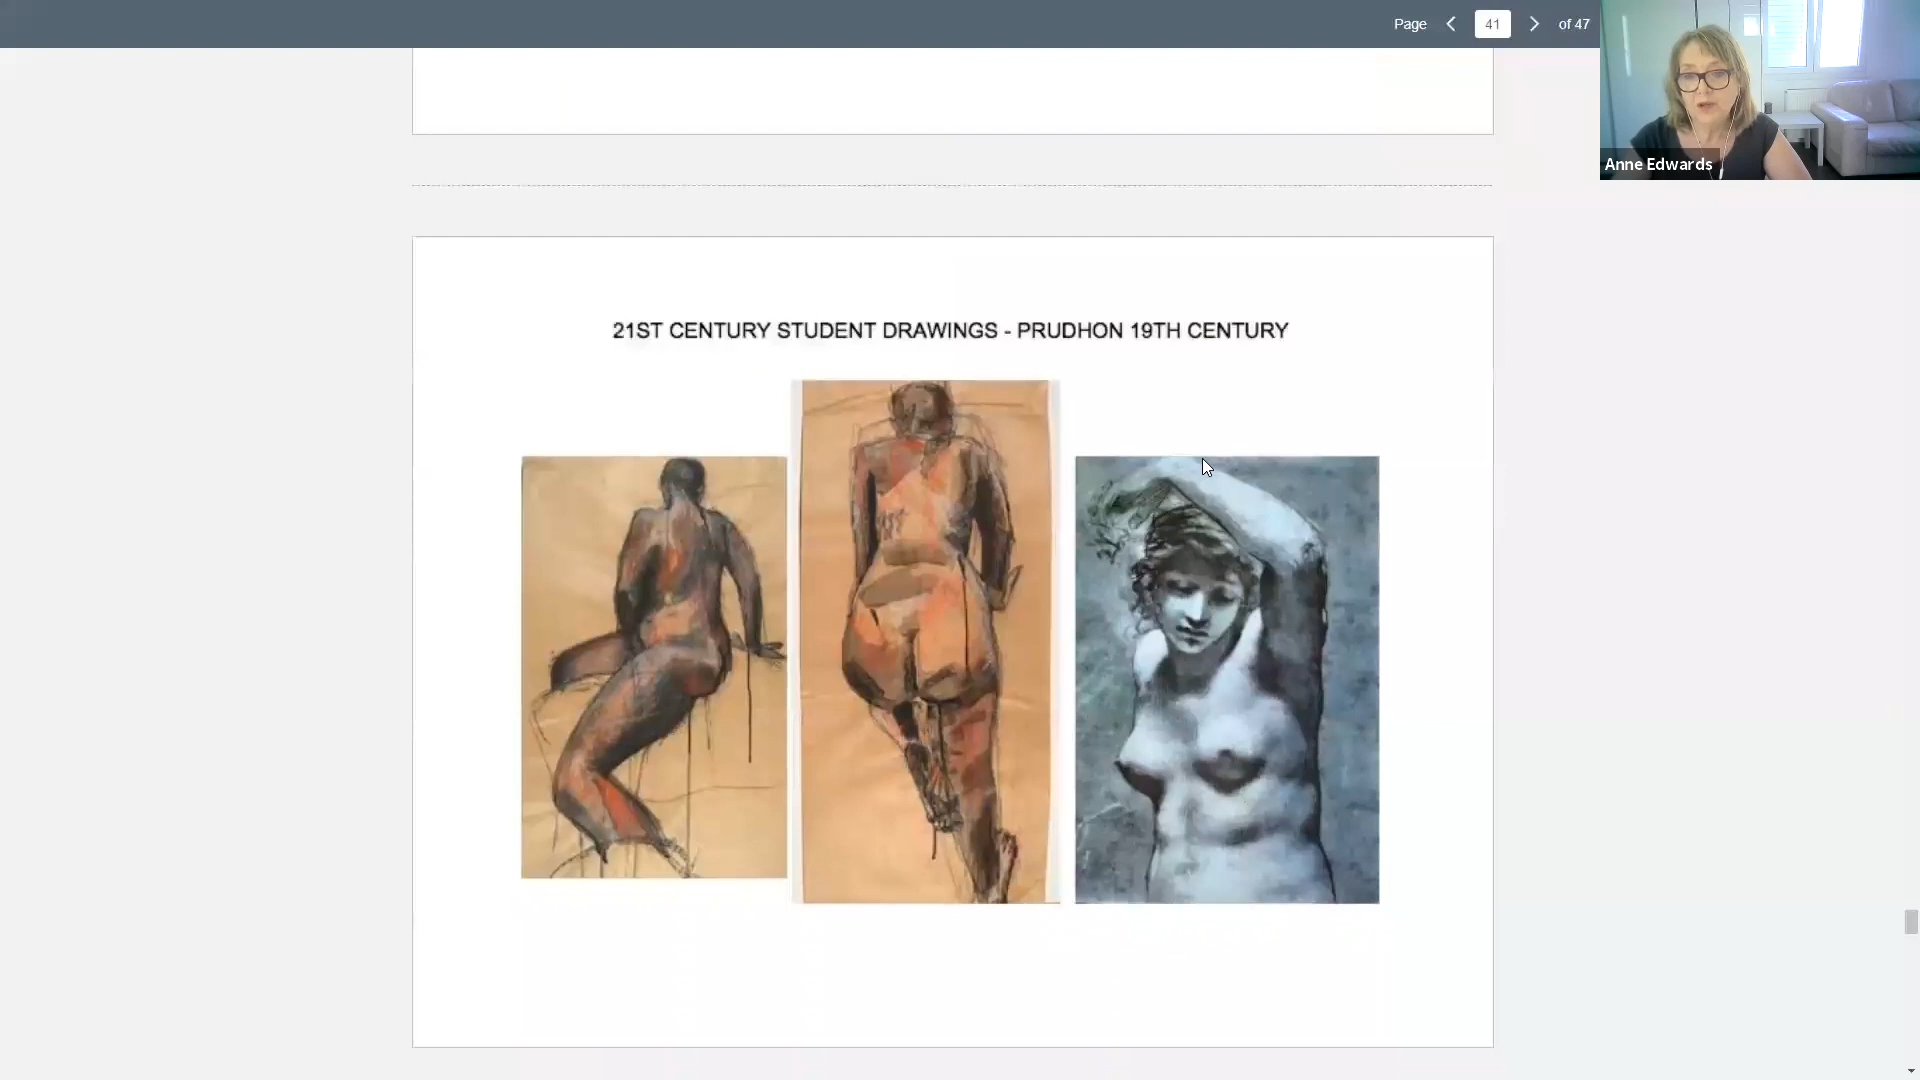 Page 41 of 47
Anne Edwards
21ST CENTURY STUDENT DRAWINGS - PRUDHON 19TH CENTURY